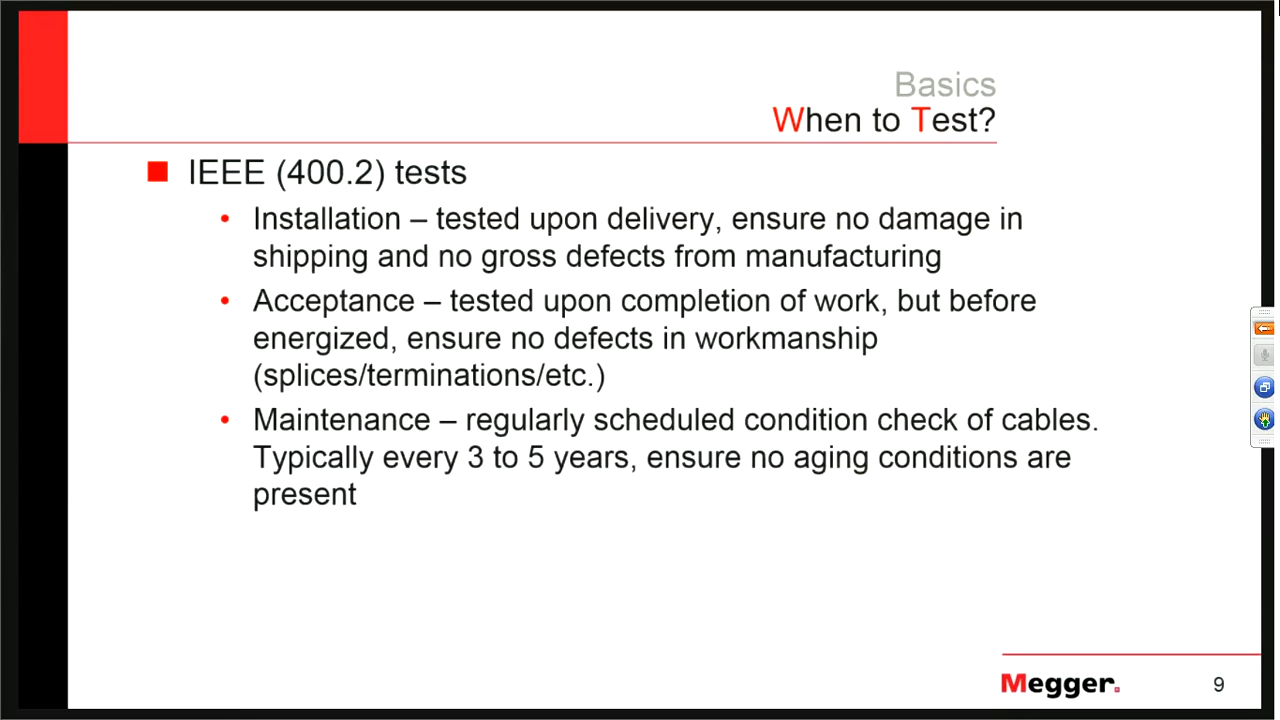 Basics
When to Test?
IEEE (400.2) tests
Installation – tested upon delivery, ensure no damage in
shipping and no gross defects from manufacturing
Acceptance – tested upon completion of work, but before
energized, ensure no defects in workmanship
(splices/terminations/etc.)
Maintenance – regularly scheduled condition check of cables.
Typically every 3 to 5 years, ensure no aging conditions are
present
Megger.
9